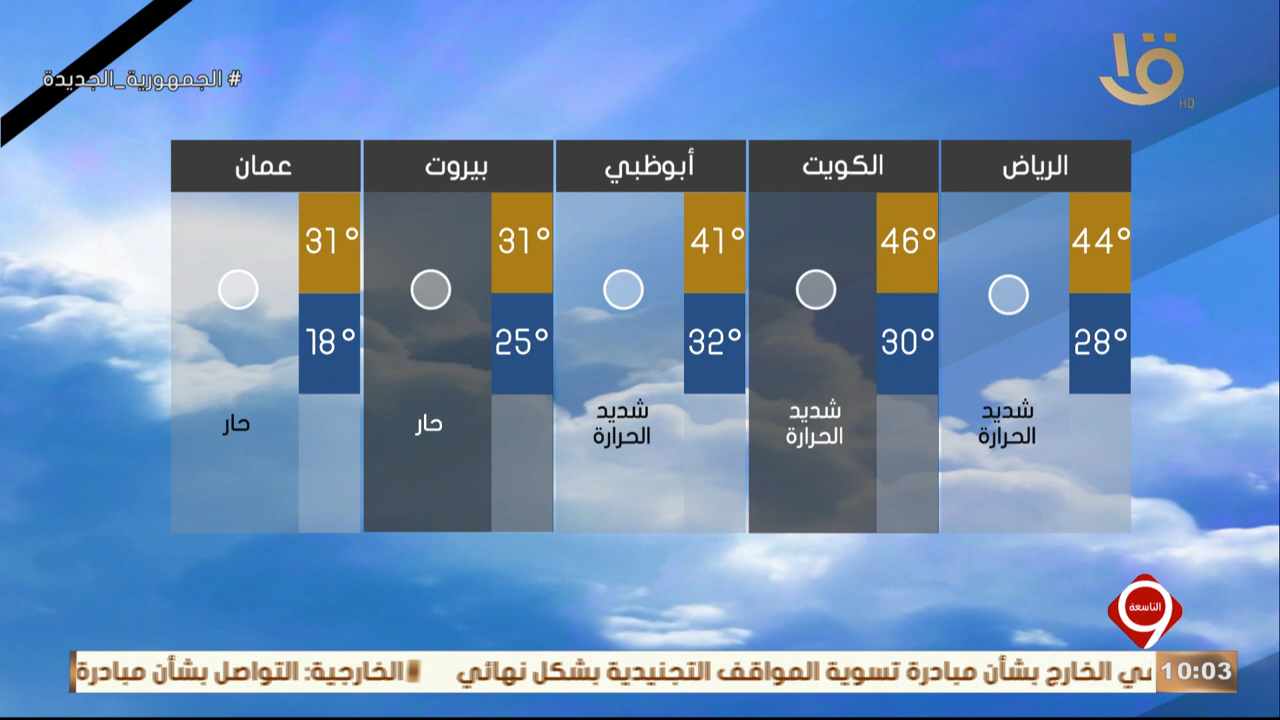 #الجمهورية_الجديدة
HD
الرياض
44°
28°
شديد
الحرارة
الكويت
46°
30°
شديد
الحرارة
أبوظبي
41°
32°
شديد
الحرارة
بيروت
31°
25°
حار
عمان
31°
18°
حار
التاسعة
9
10:03
الخارج بشأن مبادرة تسوية المواقف التجنيدية بشكل نهائي
الخارجية: التواصل بشأن مبادرة